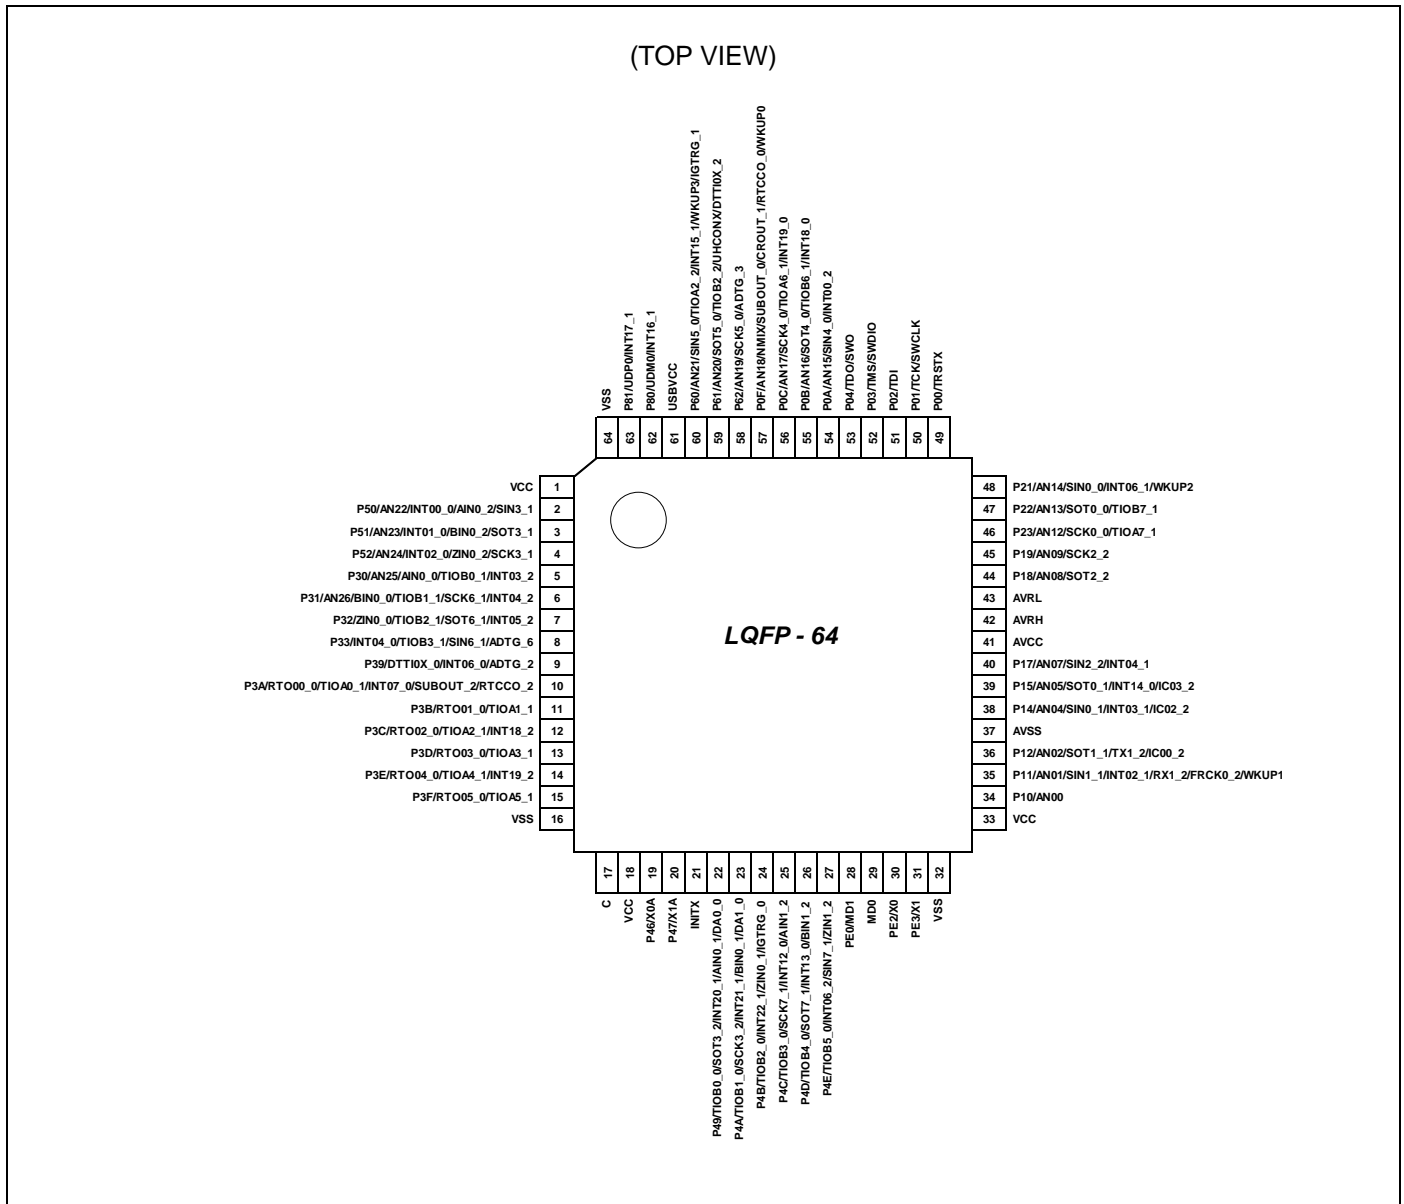 (TOP VIEW)
VSS
P81/UDP0/INT17_1
P80/UDM0/INT16_1
USBVCC
P60/AN21/SIN5_0/TIOA2_2/INT15_1/WKUP3/IGTRG_1
P61/AN20/SOT5_0/TIOB2_2/UHCONX/DTTI0X_2
P62/AN19/SCK5_0/ADTG_3
P0F/AN18/NMIX/SUBOUT_0/CROUT_1/RTCCO_0/WKUP0
P0C/AN17/SCK4_0/TIOA6_1/INT19_0
P0B/AN16/SOT4_0/TIOB6_1/INT18_0
P0A/AN15/SIN4_0/INT00_2
P04/TDO/SWO
P03/TMS/SWDIO
P02/TDI
P01/TCK/SWCLK
P00/TRSTX
64 63 62 61 60 59 58 57 56 55 54 53 52 51 50 49
VCC 1
P50/AN22/INT00_0/AIN0_2/SIN3_1 2
P51/AN23/INT01_0/BIN0_2/SOT3_1 3
P52/AN24/INT02_0/ZIN0_2/SCK3_1 4
P30/AN25/AIN0_0/TIOB0_1/INT03_2 5
P31/AN26/BIN0_0/TIOB1_1/SCK6_1/INT04_2 6
P32/ZIN0_0/TIOB2_1/SOT6_1/INT05_2 7
P33/INT04_0/TIOB3_1/SIN6_1/ADTG_6 8
P39/DTTI0X_0/INT06_0/ADTG_2 9
P3A/RTO00_0/TIOA0_1/INT07_0/SUBOUT_2/RTCCO_2 10
P3B/RTO01_0/TIOA1_1 11
P3C/RTO02_0/TIOA2_1/INT18_2 12
P3D/RTO03_0/TIOA3_1 13
P3E/RTO04_0/TIOA4_1/INT19_2 14
P3F/RTO05_0/TIOA5_1 15
VSS 16
LQFP - 64
48 P21/AN14/SIN0_0/INT06_1/WKUP2
47 P22/AN13/SOT0_0/TIOB7_1
46 P23/AN12/SCK0_0/TIOA7_1
45 P19/AN09/SCK2_2
44 P18/AN08/SOT2_2
43 AVRL
42 AVRH
41 AVCC
40 P17/AN07/SIN2_2/INT04_1
39 P15/AN05/SOT0_1/INT14_0/IC03_2
38 P14/AN04/SIN0_1/INT03_1/IC02_2
37 AVSS
36 P12/AN02/SOT1_1/TX1_2/IC00_2
35 P11/AN01/SIN1_1/INT02_1/RX1_2/FRCK0_2/WKUP1
34 P10/AN00
33 VCC
17 18 19 20 21 22 23 24 25 26 27 28 29 30 31 32
C
VCC
P46/X0A
P47/X1A
INITX
P49/TIOB0_0/SOT3_2/INT20_1/AIN0_1/DA0_0
P4A/TIOB1_0/SCK3_2/INT21_1/BIN0_1/DA1_0
P4B/TIOB2_0/INT22_1/ZIN0_1/IGTRG_0
P4C/TIOB3_0/SCK7_1/INT12_0/AIN1_2
P4D/TIOB4_0/SOT7_1/INT13_0/BIN1_2
P4E/TIOB5_0/INT06_2/SIN7_1/ZIN1_2
PE0/MD1
MD0
PE2/X0
PE3/X1
VSS